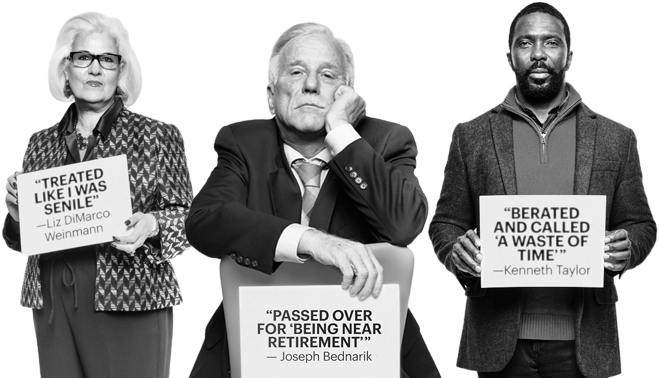 “TREATED
LIKE I WAS
SENILE”
—Liz DiMarco
Weinmann
“PASSED OVER
FOR ‘BEING NEAR
RETIREMENT’”
— Joseph Bednarik
“BERATED
AND CALLED
‘A WASTE OF
TIME’”
—Kenneth Taylor